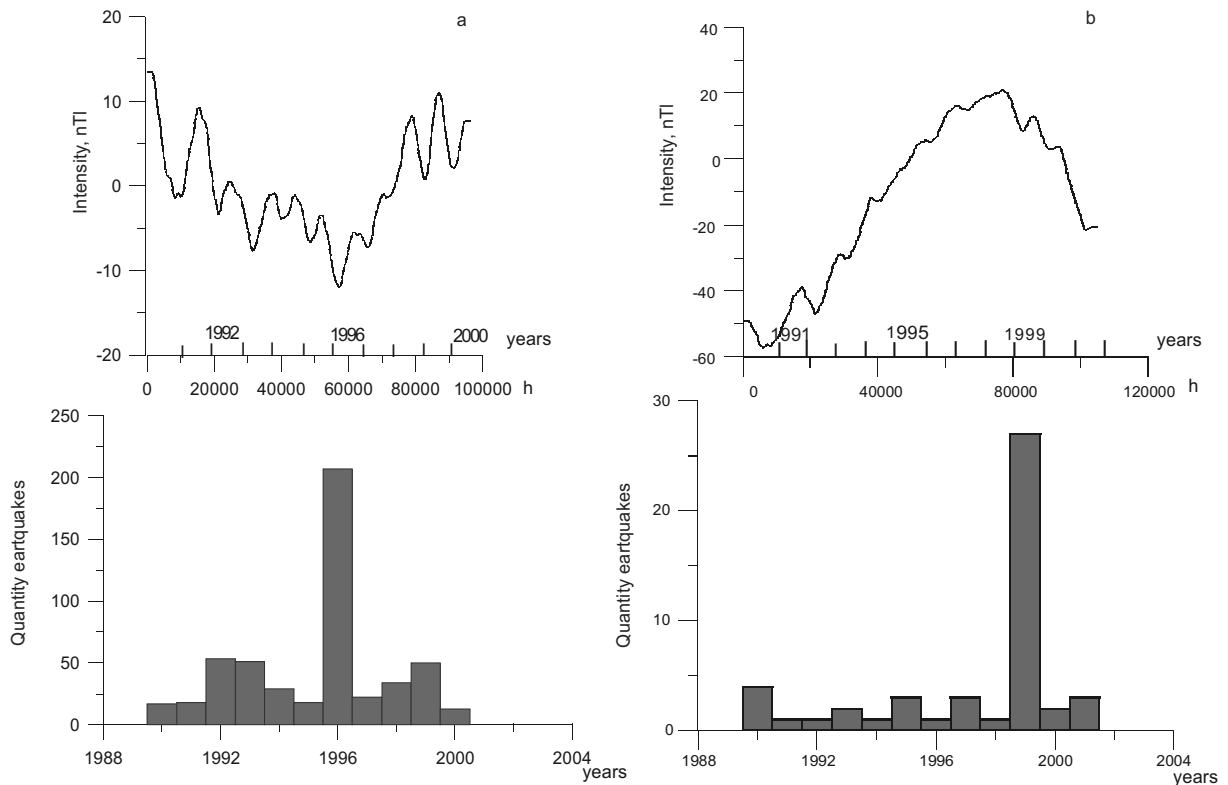 a
20
10
0
-10
-20
Intensity, nTl
1992 1996 2000 years
0 20000 40000 60000 80000 100000 h
b
40
20
0
-20
-40
-60
Intensity, nTl
1991 1995 1999 years
0 40000 80000 120000 h
250
200
150
100
50
0
Quantity eartquakes
1988 1992 1996 2000 2004
years
30
20
10
0
Quantity eartquakes
1988 1992 1996 2000 2004
years